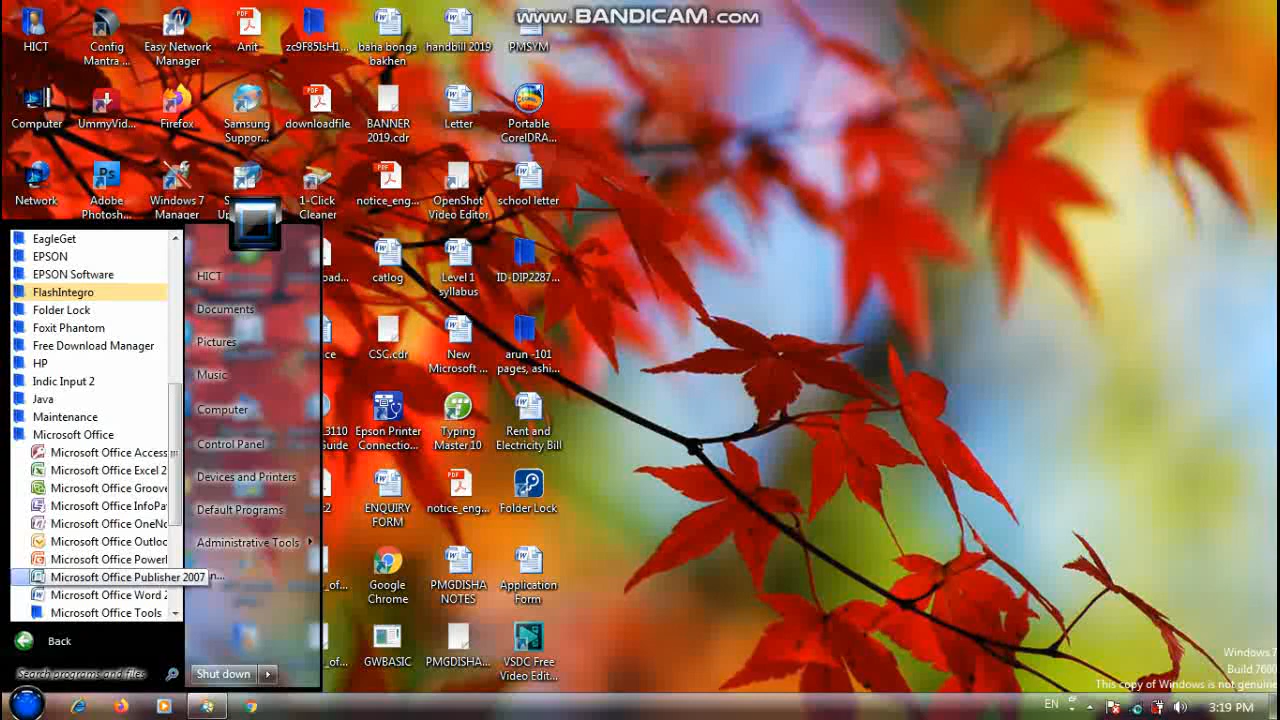 www.BANDICAM.com
HICT
Config
Mantra ...
Easy Network
Manager
Anit
zc9F85IsH1...
baha bonga
bakhen
handbill 2019
PMSYM
Computer
UmmyVid...
Firefox
Samsung
Suppor...
downloadfile
BANNER
2019.cdr
Letter
Portable
CorelDRA...
Network
Adobe
Photosh...
Windows 7
Manager
1-Click
Cleaner
notice_eng...
OpenShot
Video Editor
school letter
catlog
Level 1
syllabus
ID-DIP2287...
CSC.cdr
New
Microsoft ...
arun -101
pages, ashi...
Epson Printer
Connectio...
Typing
Master 10
Rent and
Electricity Bill
ENQUIRY
FORM
notice_eng...
Folder Lock
Google
Chrome
PMGDISHA
NOTES
Application
Form
GWBASIC
PMGDISHA...
VSDC Free
Video Edit...
EagleGet
EPSON
EPSON Software
FlashIntegro
Folder Lock
Foxit Phantom
Free Download Manager
HP
Indic Input 2
Java
Maintenance
Microsoft Office
Microsoft Office Access
Microsoft Office Excel 2
Microsoft Office Groove
Microsoft Office InfoPa
Microsoft Office OneNo
Microsoft Office Outloo
Microsoft Office PowerI
Microsoft Office Publisher 2007
Microsoft Office Word 2
Microsoft Office Tools
Back
Search programs and files
HICT
Documents
Pictures
Music
Computer
Control Panel
Devices and Printers
Default Programs
Administrative Tools
Shut down
Windows 7
Build 7600
This copy of Windows is not genuine
EN
3:19 PM